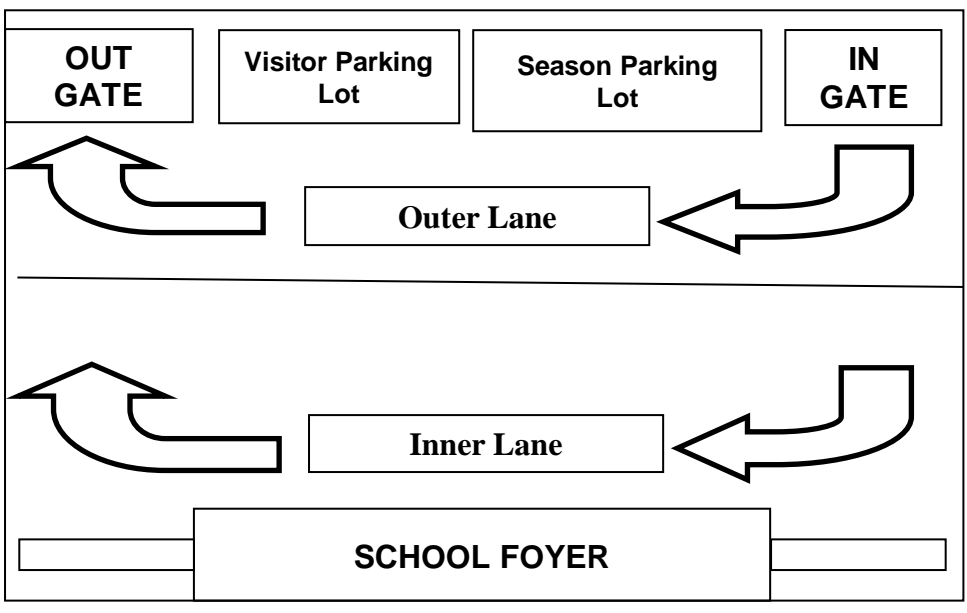 OUT
GATE
Visitor Parking
Lot
Season Parking
Lot
IN
GATE
Outer Lane
Inner Lane
SCHOOL FOYER